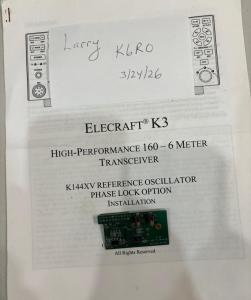 Larry K6RO
3/24/26
ELECRAFT® K3
HIGH-PERFORMANCE 160 – 6 METER
TRANSCEIVER
K144XV REFERENCE OSCILLATOR
PHASE LOCK OPTION
INSTALLATION
All Rights Reserved